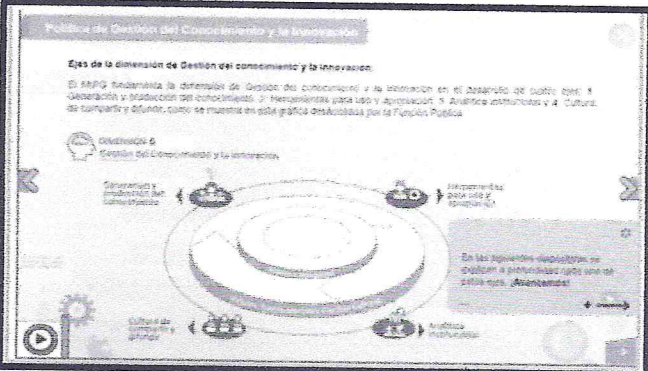 Política de Gestión del Conocimiento y la Innovación
Ejes de la dimensión de Gestión del conocimiento y la innovación.
El MIPG fundamenta la dimensión de Gestión del conocimiento y la innovación en el desarrollo de cuatro ejes: 1.
Generación y producción del conocimiento, 2. Herramientas para uso y apropiación, 3. Analítica institucional y 4. Cultura
de compartir y difundir, como se muestra en esta gráfica desarrollada por la Función Pública.
DIMENSIÓN 6
Gestión del Conocimiento y la Innovación
Generación y
producción del
conocimiento
Herramientas
para uso y
apropiación
En las siguientes diapositivas se
explican a profundidad cada uno de
estos ejes. ¡Avancemos!
Cultura de
compartir y
difundir
Analítica
institucional